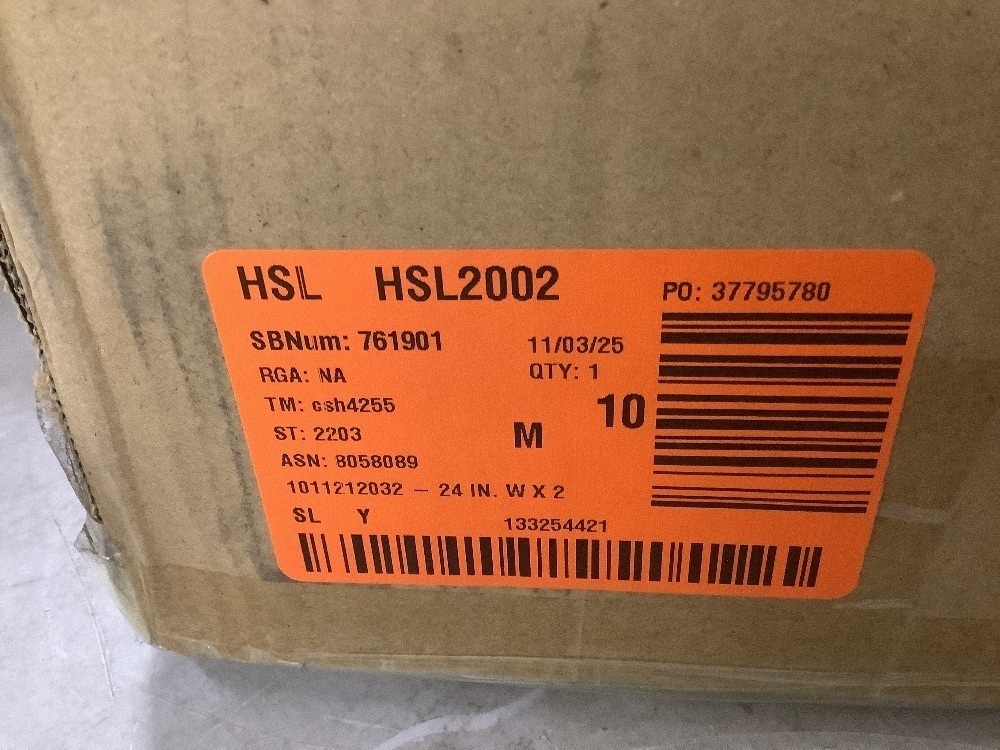 HSL HSL2002
PO: 37795780
SBNum: 761901
11/03/25
RGA: NA
QTY: 1
TM: csh4255
10
ST: 2203
M
ASN: 8058089
1011212032 – 24 IN. W X 2
SL Y
133254421